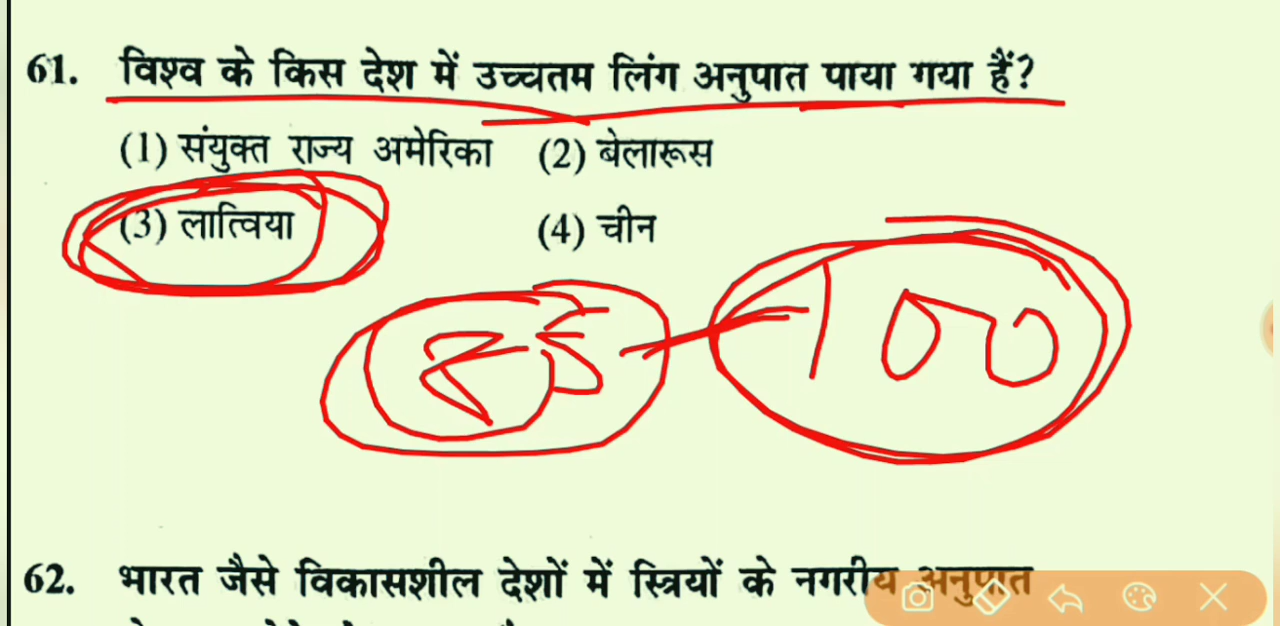 61. विश्व के किस देश में उच्चतम लिंग अनुपात पाया गया हैं?
(1) संयुक्त राज्य अमेरिका (2) बेलारूस
(3) लात्विया (4) चीन
85 100
62. भारत जैसे विकासशील देशों में स्त्रियों के नगरीय अनुपात